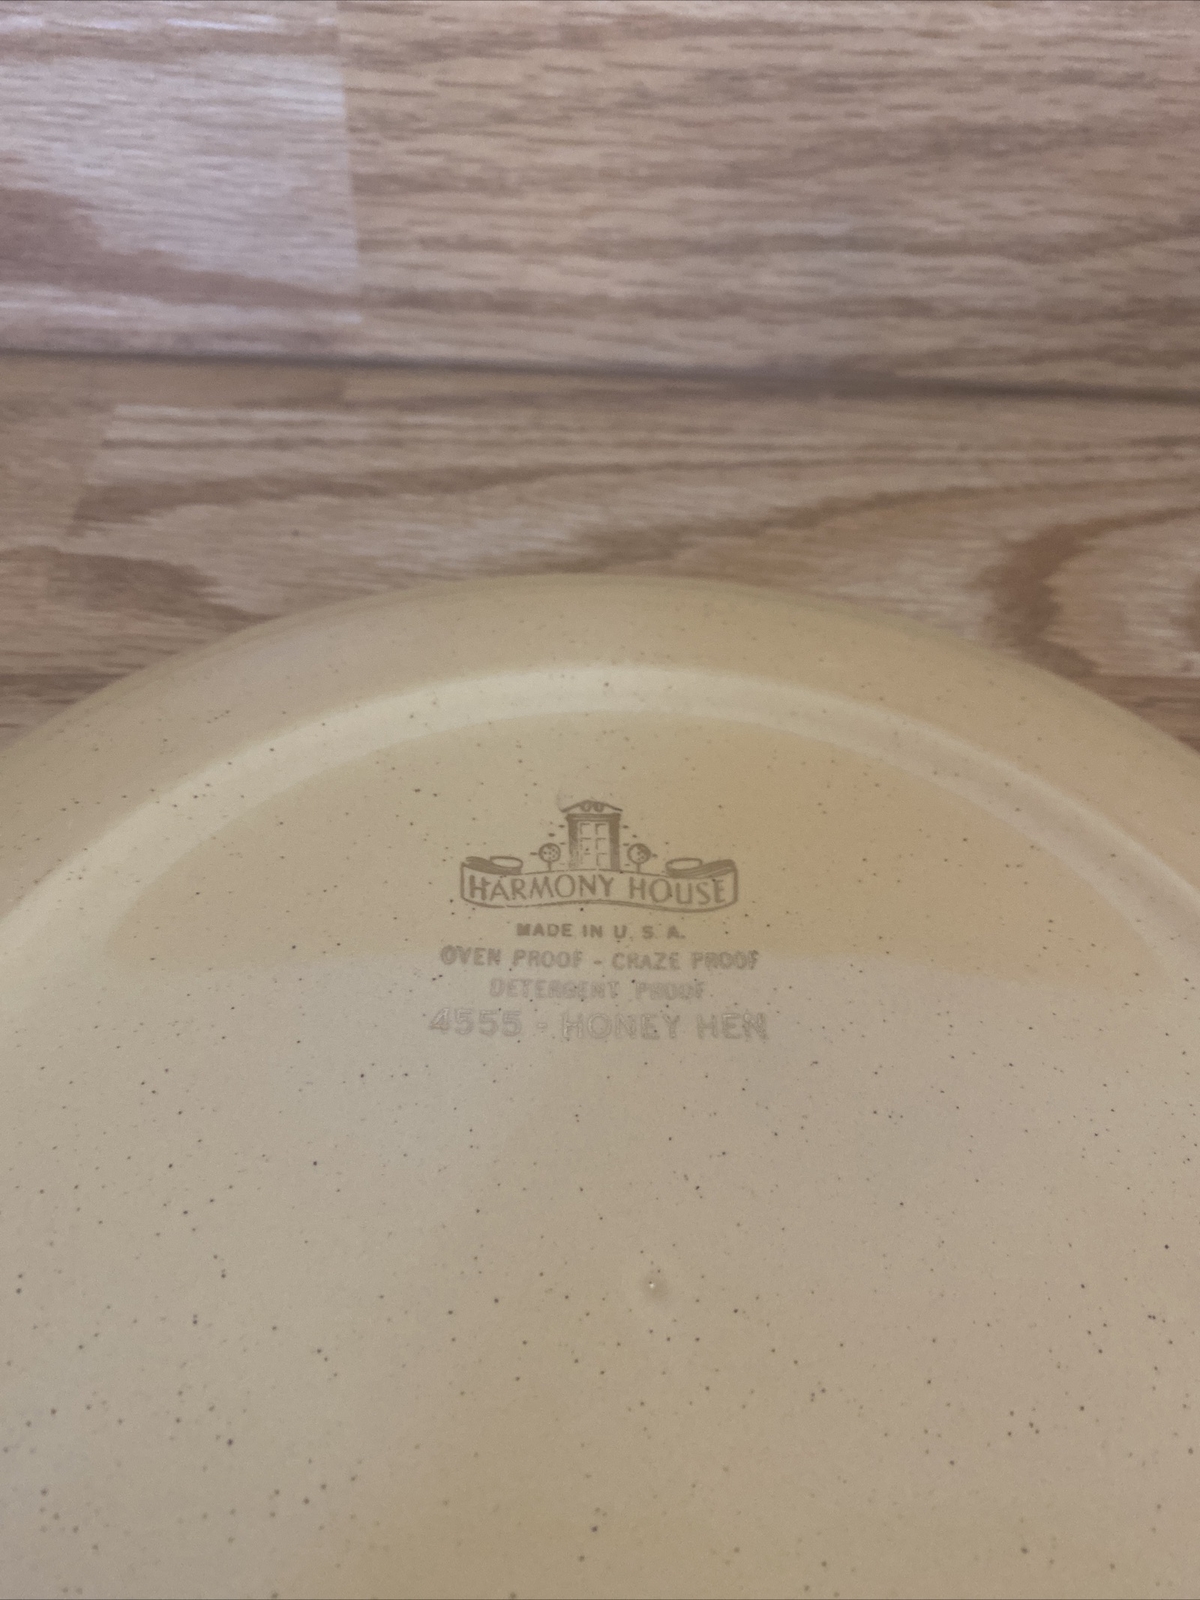 HARMONY HOUSE
MADE IN U.S.A.
OVEN PROOF - CRAZE PROOF
DETERGENT PROOF
4555 - HONEY HEN